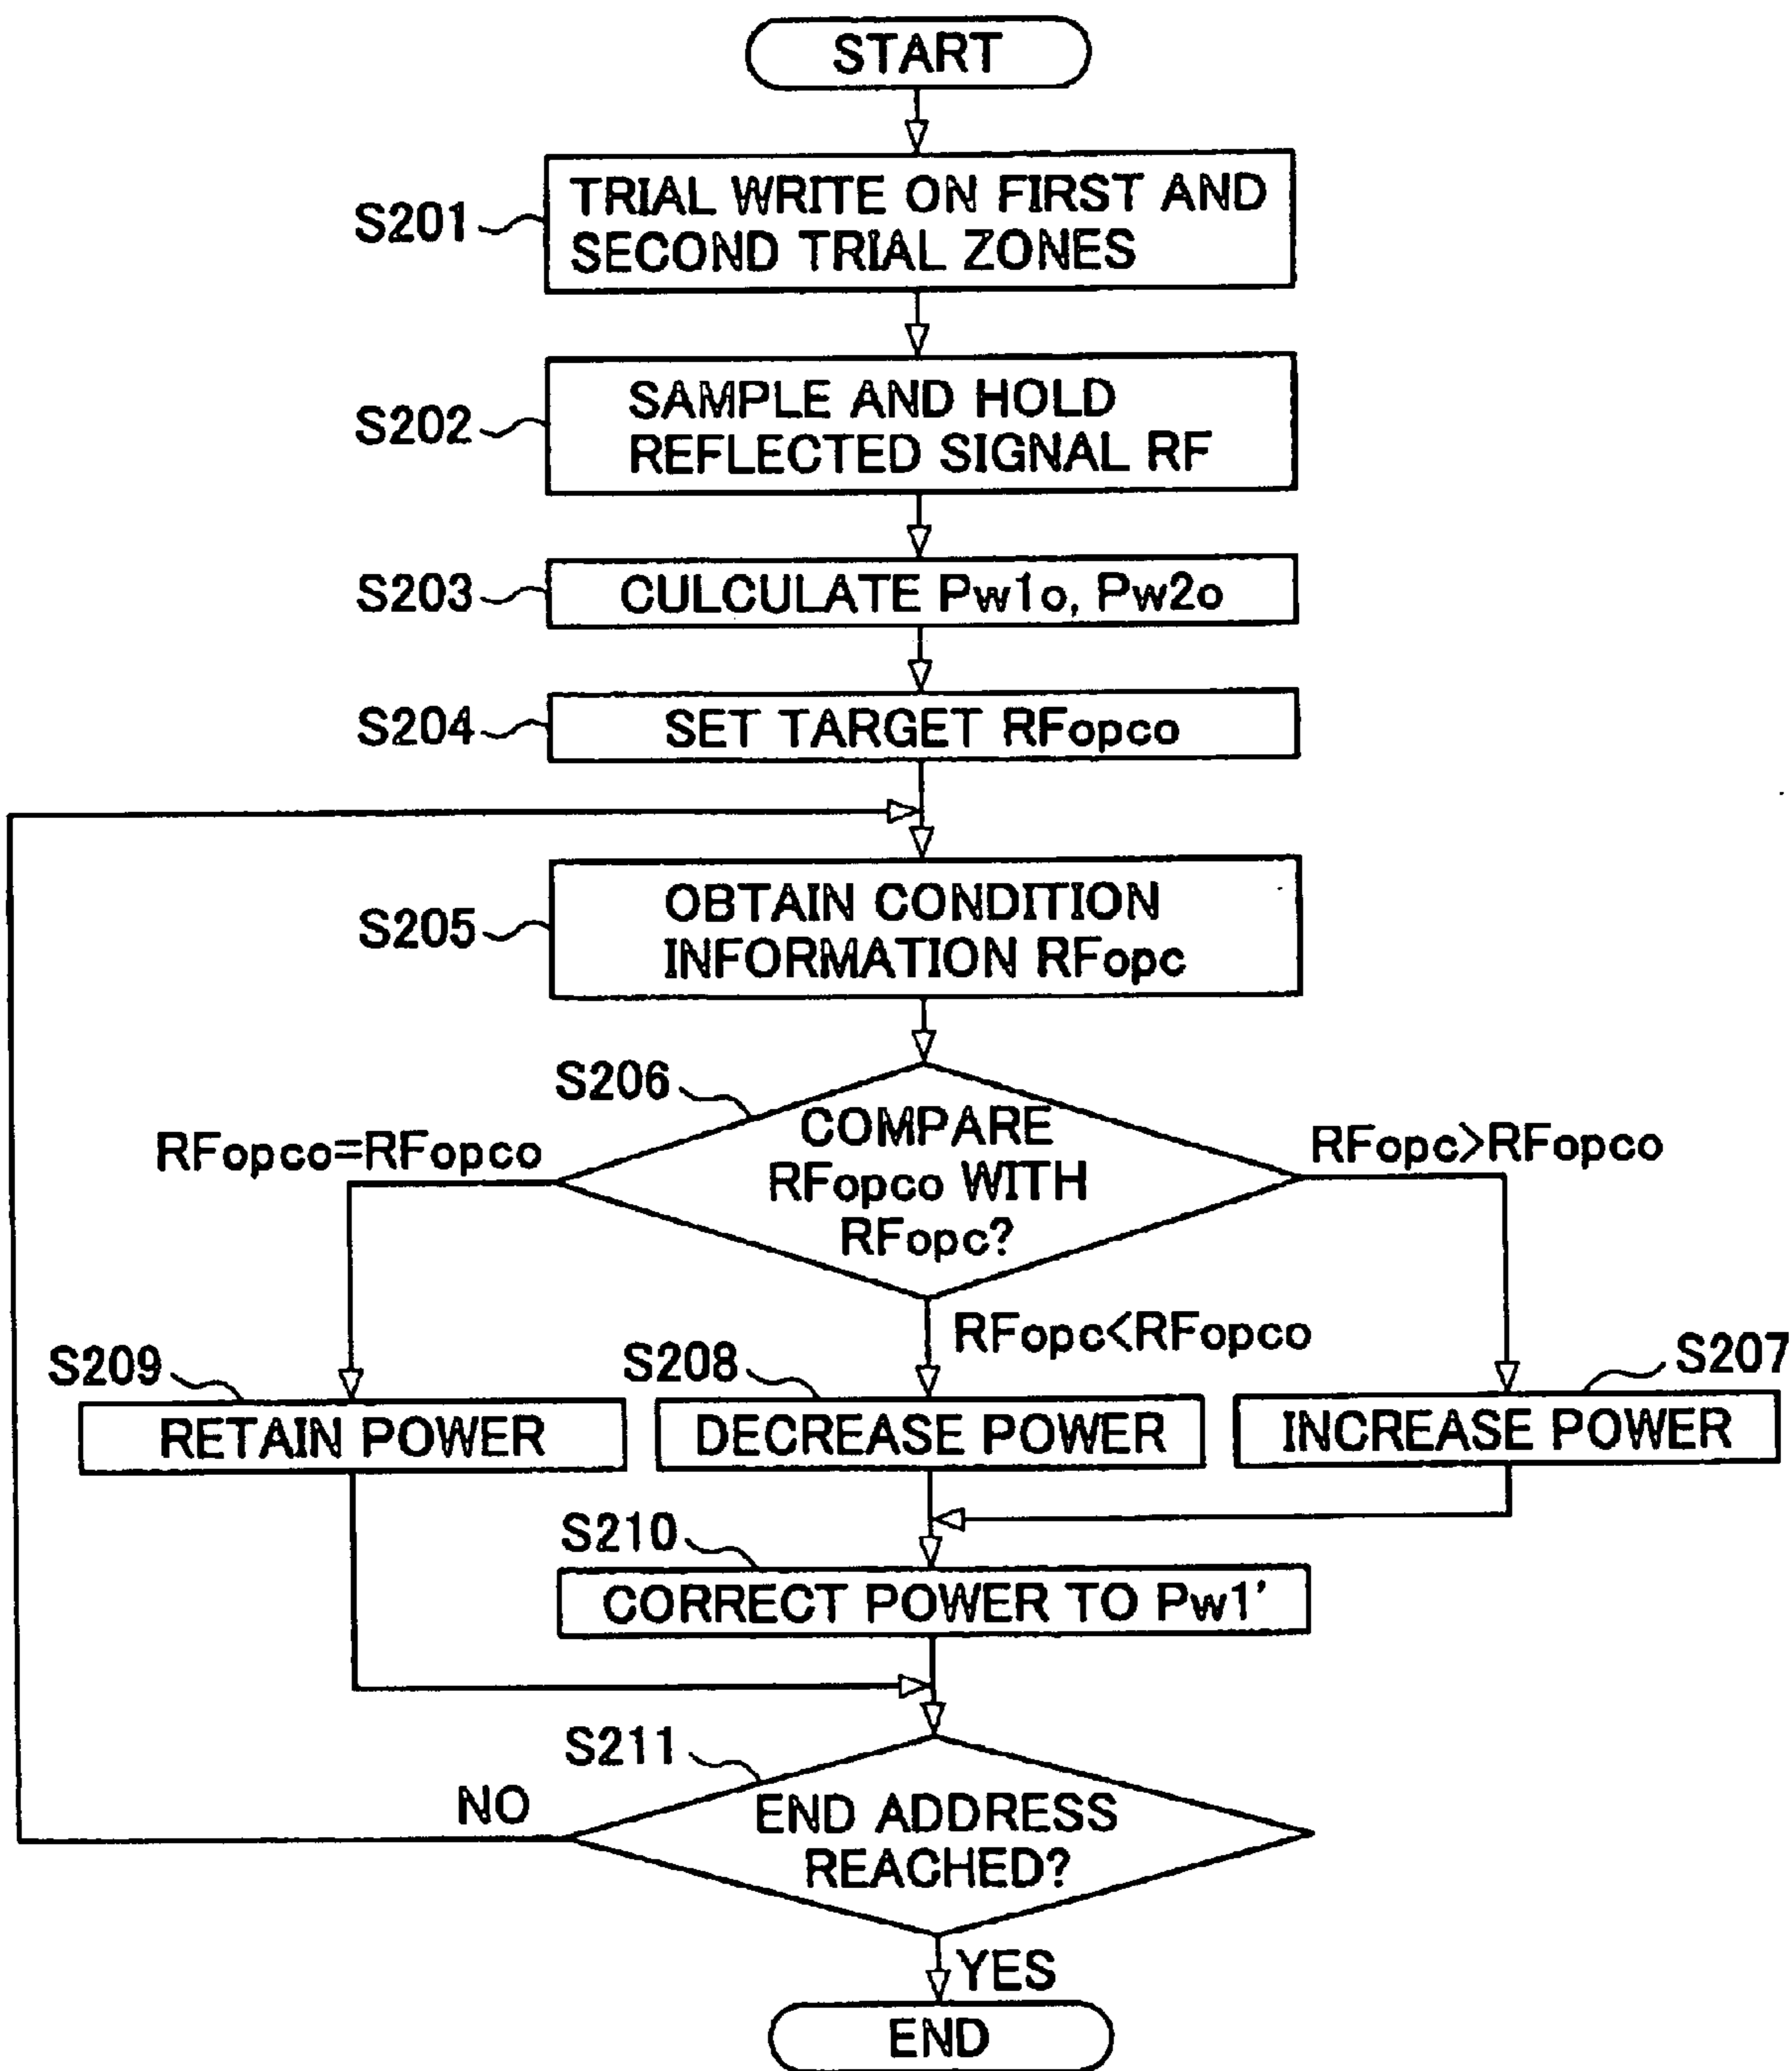 START
S201
TRIAL WRITE ON FIRST AND
SECOND TRIAL ZONES
S202
SAMPLE AND HOLD
REFLECTED SIGNAL RF
S203
CULCULATE Pw1o, Pw2o
S204
SET TARGET RFopco
S205
OBTAIN CONDITION
INFORMATION RFopc
S206
COMPARE
RFopco WITH
RFopc?
RFopco=RFopco
RFopc>RFopco
RFopc<RFopco
S209
RETAIN POWER
S208
DECREASE POWER
S207
INCREASE POWER
S210
CORRECT POWER TO Pw1'
S211
END ADDRESS
REACHED?
NO
YES
END